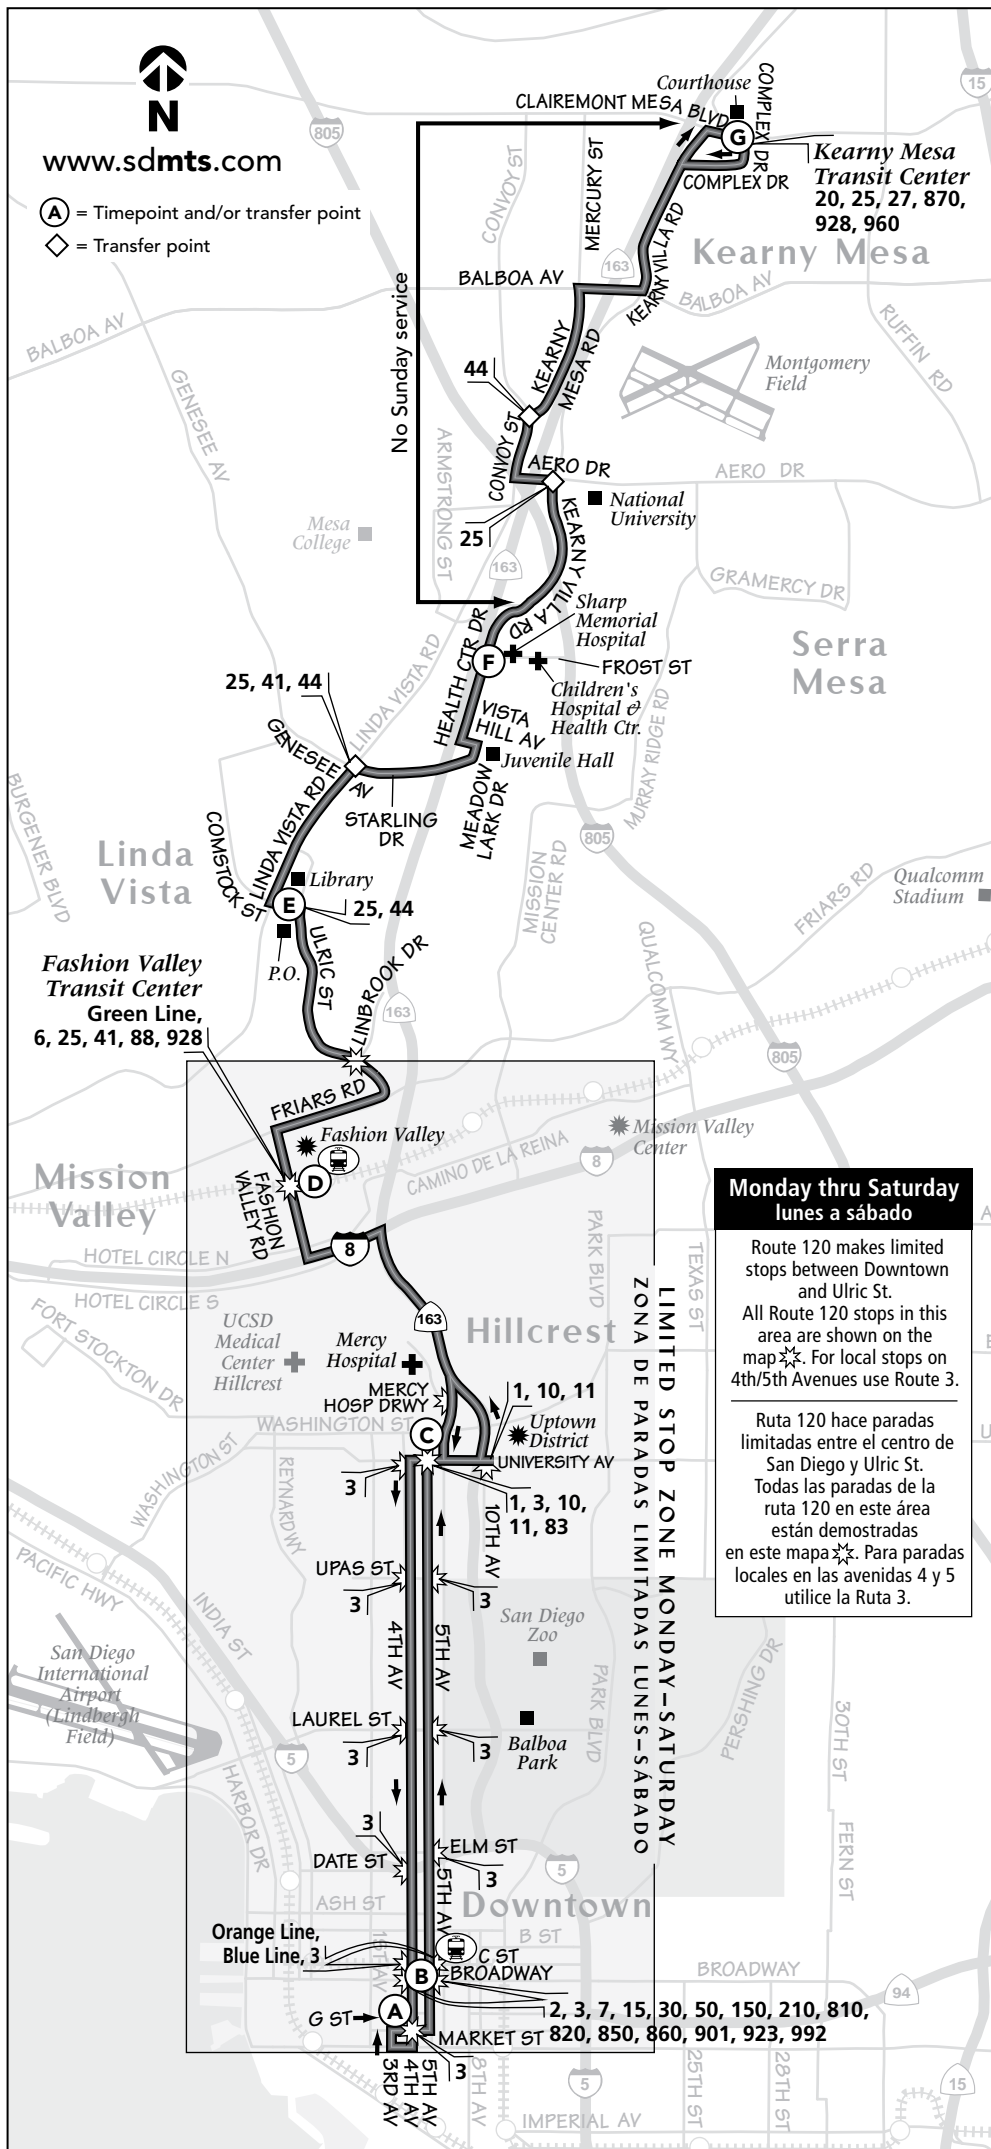 N
www.sdmts.com
A = Timepoint and/or transfer point
= Transfer point
15
805
Courthouse
COMPLEX DR
CLAIREMONT MESA BLVD
G
Kearny Mesa
Transit Center
20, 25, 27, 870,
928, 960
COMPLEX DR
CONVOY ST
MERCURY ST
KEARNY VILLA RD
163
Kearny Mesa
BALBOA AV
BALBOA AV
BALBOA AV
RUFFIN RD
No Sunday service
GENESEE AV
KEARNY
MESA RD
Montgomery
Field
44
CONVOY ST
ARMSTRONG ST
AERO DR
AERO DR
National
University
Mesa
College
25
KEARNY VILLA RD
163
GRAMERCY DR
Sharp
Memorial
Hospital
F
FROST ST
Children's
Hospital &
Health Ctr.
Serra
Mesa
HEALTH CTR DR
LINDA VISTA RD
25, 41, 44
VISTA
HILL AV
Juvenile Hall
GENESEE
AV
MURRAY RIDGE RD
STARLING
DR
MEADOW
LARK DR
BURGENER BLVD
LINDA VISTA RD
COMSTOCK ST
805
Linda
Vista
Library
E
25, 44
MISSION
CENTER RD
FRIARS RD
Qualcomm
Stadium
P.O.
ULRIC ST
LINBROOK DR
QUALCOMM WY
Fashion Valley
Transit Center
Green Line,
6, 25, 41, 88, 928
163
805
FRIARS RD
Fashion Valley
D
Mission Valley
Center
CAMINO DE LA REINA
8
Mission
Valley
FASHION
VALLEY RD
HOTEL CIRCLE N
8
HOTEL CIRCLE S
PARK BLVD
TEXAS ST
Monday thru Saturday
lunes a sábado
Route 120 makes limited
stops between Downtown
and Ulric St.
All Route 120 stops in this
area are shown on the
map. For local stops on
4th/5th Avenues use Route 3.
Ruta 120 hace paradas
limitadas entre el centro de
San Diego y Ulric St.
Todas las paradas de la
ruta 120 en este área
están demostradas
en este mapa. Para paradas
locales en las avenidas 4 y 5
utilice la Ruta 3.
LIMITED STOP ZONE MONDAY–SATURDAY
ZONA DE PARADAS LIMITADAS LUNES–SÁBADO
FORT STOCKTON DR
UCSD
Medical
Center
Hillcrest
163
Hillcrest
Mercy
Hospital
MERCY
HOSP DRWY
1, 10, 11
WASHINGTON ST
C
Uptown
District
WASHINGTON ST
UNIVERSITY AV
3
1, 3, 10,
11, 83
REYNARD WY
10TH AV
PACIFIC HWY
UPAS ST
3
3
INDIA ST
San Diego
Zoo
4TH AV
5TH AV
San Diego
International
Airport
(Lindbergh
Field)
PARK BLVD
PERSHING DR
LAUREL ST
3
3
Balboa
Park
30TH ST
5
HARBOR DR
3
ELM ST
DATE ST
3
5
FERN ST
5TH AV
ASH ST
Downtown
Orange Line,
Blue Line, 3
1ST AV
B ST
C ST
B
BROADWAY
BROADWAY
94
A
G ST
2, 3, 7, 15, 30, 50, 150, 210, 810,
820, 850, 860, 901, 923, 992
MARKET ST
3
5TH AV
4TH AV
3RD AV
8TH AV
25TH ST
28TH ST
5
15
IMPERIAL AV
A
E
U